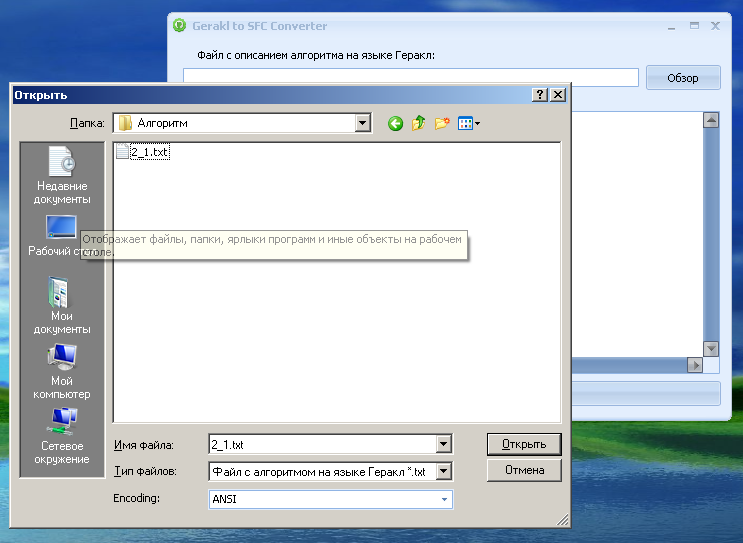 Gerakl to SFC Converter
Файл с описанием алгоритма на языке Геракл:
Обзор
Открыть
Папка:
Алгоритм
2_1.txt
Недавние
документы
Рабочий стол
Отображает файлы, папки, ярлыки программ и иные объекты на рабочем
столе.
Мои
документы
Мой
компьютер
Сетевое
окружение
Имя файла:
2_1.txt
Открыть
Тип файлов:
Файл с алгоритмом на языке Геракл *.txt
Отмена
Encoding:
ANSI